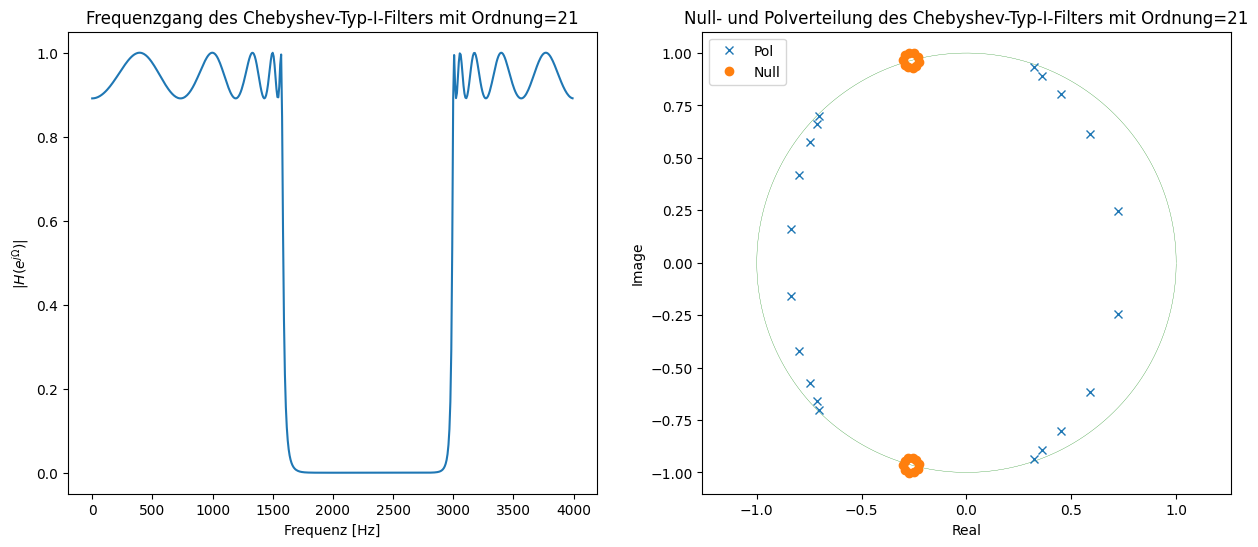 Frequenzgang des Chebyshev-Typ-I-Filters mit Ordnung=21
1.0
0.8
0.6
0.4
0.2
0.0
|H(e^{jΩ})|
0 500 1000 1500 2000 2500 3000 3500 4000
Frequenz [Hz]
Null- und Polverteilung des Chebyshev-Typ-I-Filters mit Ordnung=21
Pol
Null
1.00
0.75
0.50
0.25
0.00
−0.25
−0.50
−0.75
−1.00
Image
−1.0 −0.5 0.0 0.5 1.0
Real